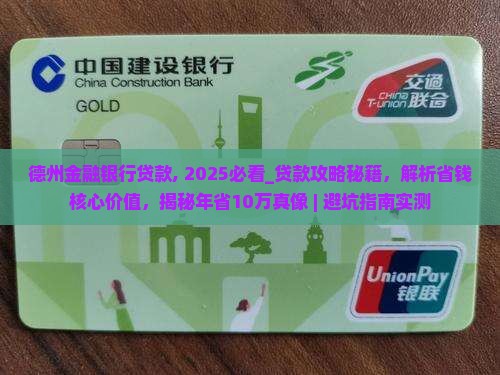 中国建设银行
China Construction Bank
GOLD
交通
联合
CHINA
T-UNION
德州金融银行贷款, 2025必看_贷款攻略秘籍，解析省钱
核心价值，揭秘年省10万真像 | 避坑指南实测
UnionPay
银联